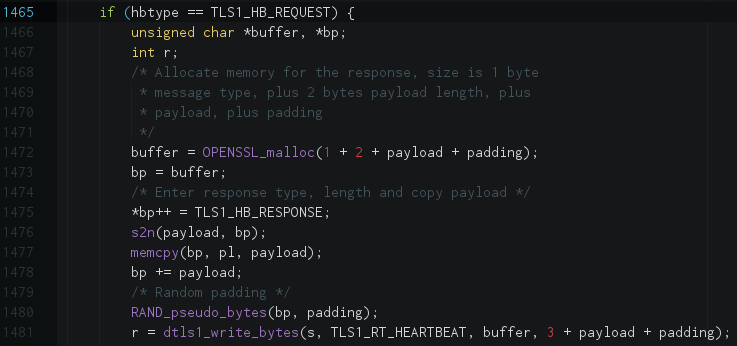 1465 if (hbtype == TLS1_HB_REQUEST) {
1466 unsigned char *buffer, *bp;
1467 int r;
1468 /* Allocate memory for the response, size is 1 byte
1469 * message type, plus 2 bytes payload length, plus
1470 * payload, plus padding
1471 */
1472 buffer = OPENSSL_malloc(1 + 2 + payload + padding);
1473 bp = buffer;
1474 /* Enter response type, length and copy payload */
1475 *bp++ = TLS1_HB_RESPONSE;
1476 s2n(payload, bp);
1477 memcpy(bp, pl, payload);
1478 bp += payload;
1479 /* Random padding */
1480 RAND_pseudo_bytes(bp, padding);
1481 r = dtls1_write_bytes(s, TLS1_RT_HEARTBEAT, buffer, 3 + payload + padding);